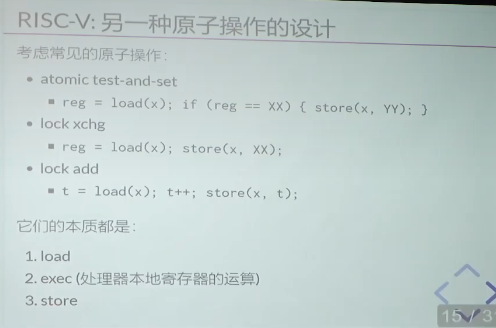 RISC-V: 另一种原子操作的设计
考虑常见的原子操作：
• atomic test-and-set
▪ reg = load(x); if (reg == XX) { store(x, YY); }
• lock xchg
▪ reg = load(x); store(x, XX);
• lock add
▪ t = load(x); t++; store(x, t);
它们的本质都是：
1. load
2. exec (处理器本地寄存器的运算)
3. store
15 / 3